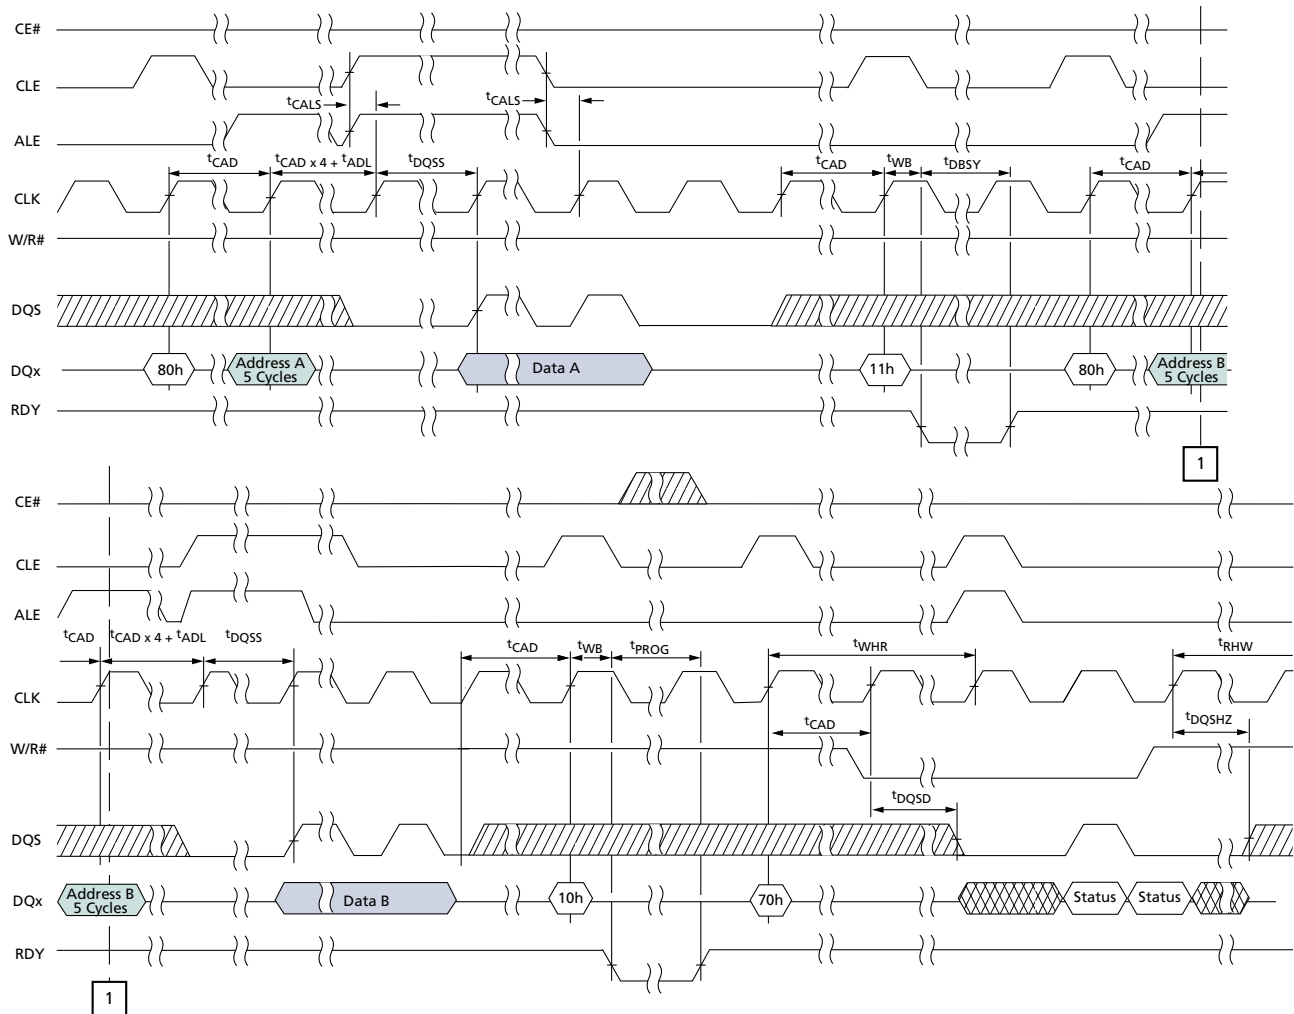 CE#
CLE
tCALS
tCALS
ALE
tCAD
tCAD x 4 + tADL
tDQSS
tCAD
tWB
tDBSY
tCAD
CLK
W/R#
DQS
DQx
80h
Address A
5 Cycles
Data A
11h
80h
Address B
5 Cycles
RDY
1
CE#
CLE
ALE
tCAD
tCAD x 4 + tADL
tDQSS
tCAD
tWB
tPROG
tWHR
tRHW
CLK
tCAD
tDQSHZ
W/R#
tDQSD
DQS
DQx
Address B
5 Cycles
Data B
10h
70h
Status
Status
RDY
1